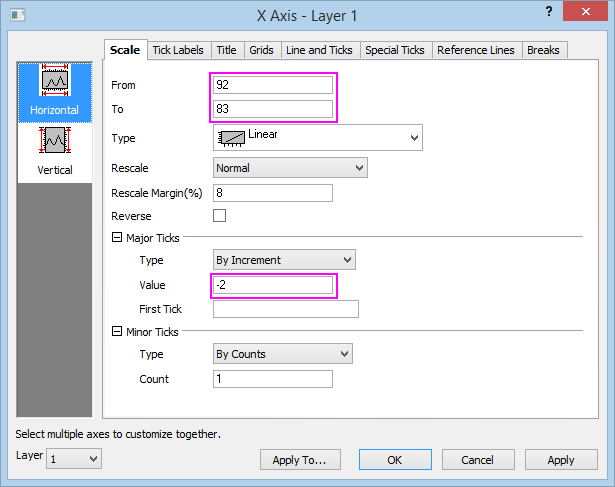 X Axis - Layer 1
?
Scale Tick Labels Title Grids Line and Ticks Special Ticks Reference Lines Breaks
Horizontal
Vertical
From 92
To 83
Type Linear
Rescale Normal
Rescale Margin(%) 8
Reverse
Major Ticks
Type By Increment
Value -2
First Tick
Minor Ticks
Type By Counts
Count 1
Select multiple axes to customize together.
Layer 1 Apply To... OK Cancel Apply